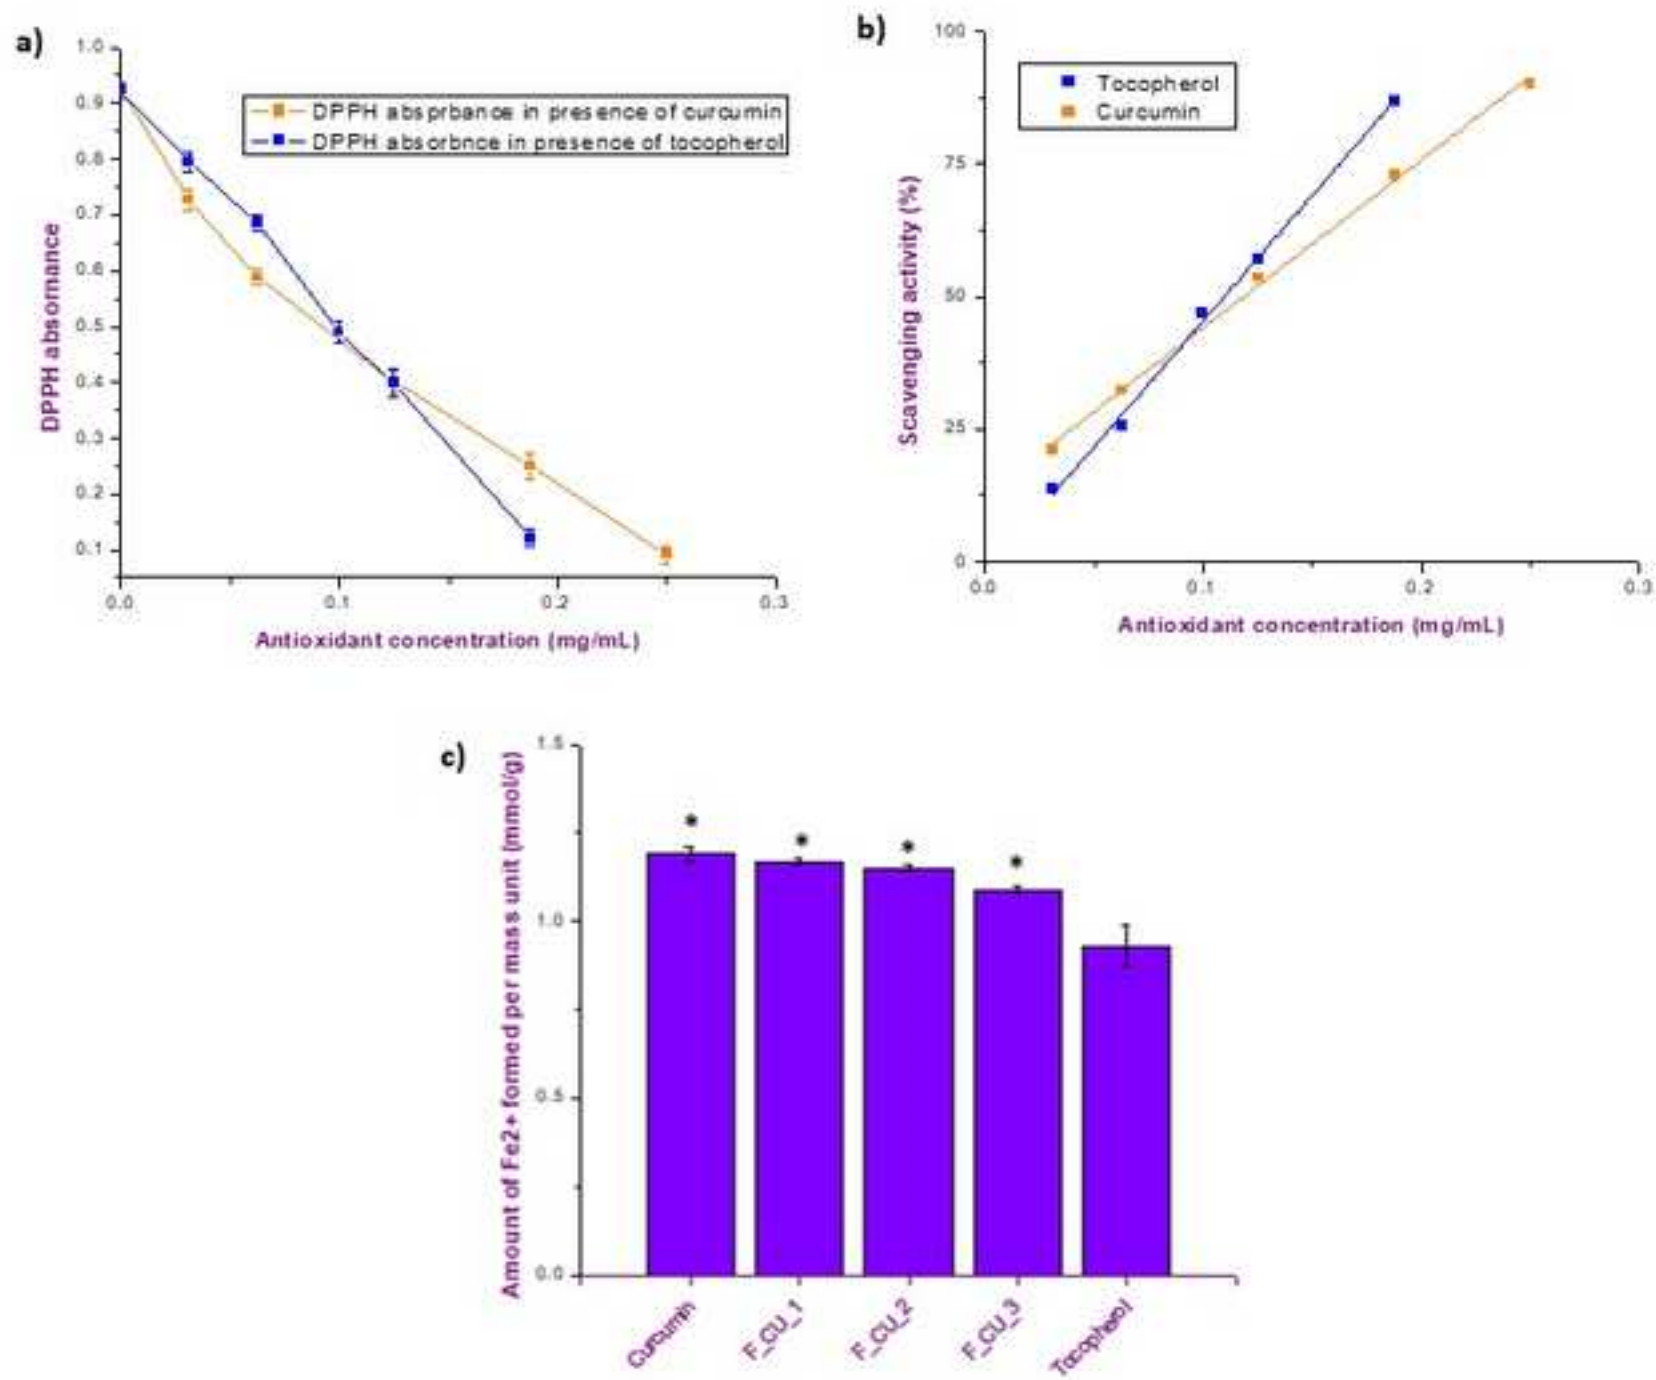 a)
1.0
0.9
0.8
0.7
0.6
0.5
0.4
0.3
0.2
0.1
DPPH absornance
DPPH absprbance in presence of curcumin
DPPH absorbnce in presence of tocopherol
0.0 0.1 0.2 0.3
Antioxidant concentration (mg/mL)
b)
100
75
50
25
0
Scavenging activity (%)
Tocopherol
Curcumin
0.0 0.1 0.2 0.3
Antioxidant concentration (mg/mL)
c)
1.5
1.0
0.5
0.0
Amount of Fe2+ formed per mass unit (mmol/g)
* * * *
Curcumin F_CU_1 F_CU_2 F_CU_3 Tocopherol